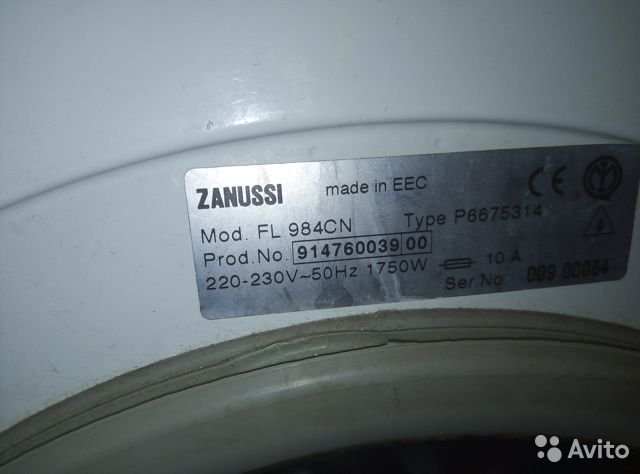 ZANUSSI made in EEC CE
Mod. FL 984CN Type P6675314
Prod.No. 914760039 00
220-230V~50Hz 1750W 10 A
Ser.No 009 00084
Avito